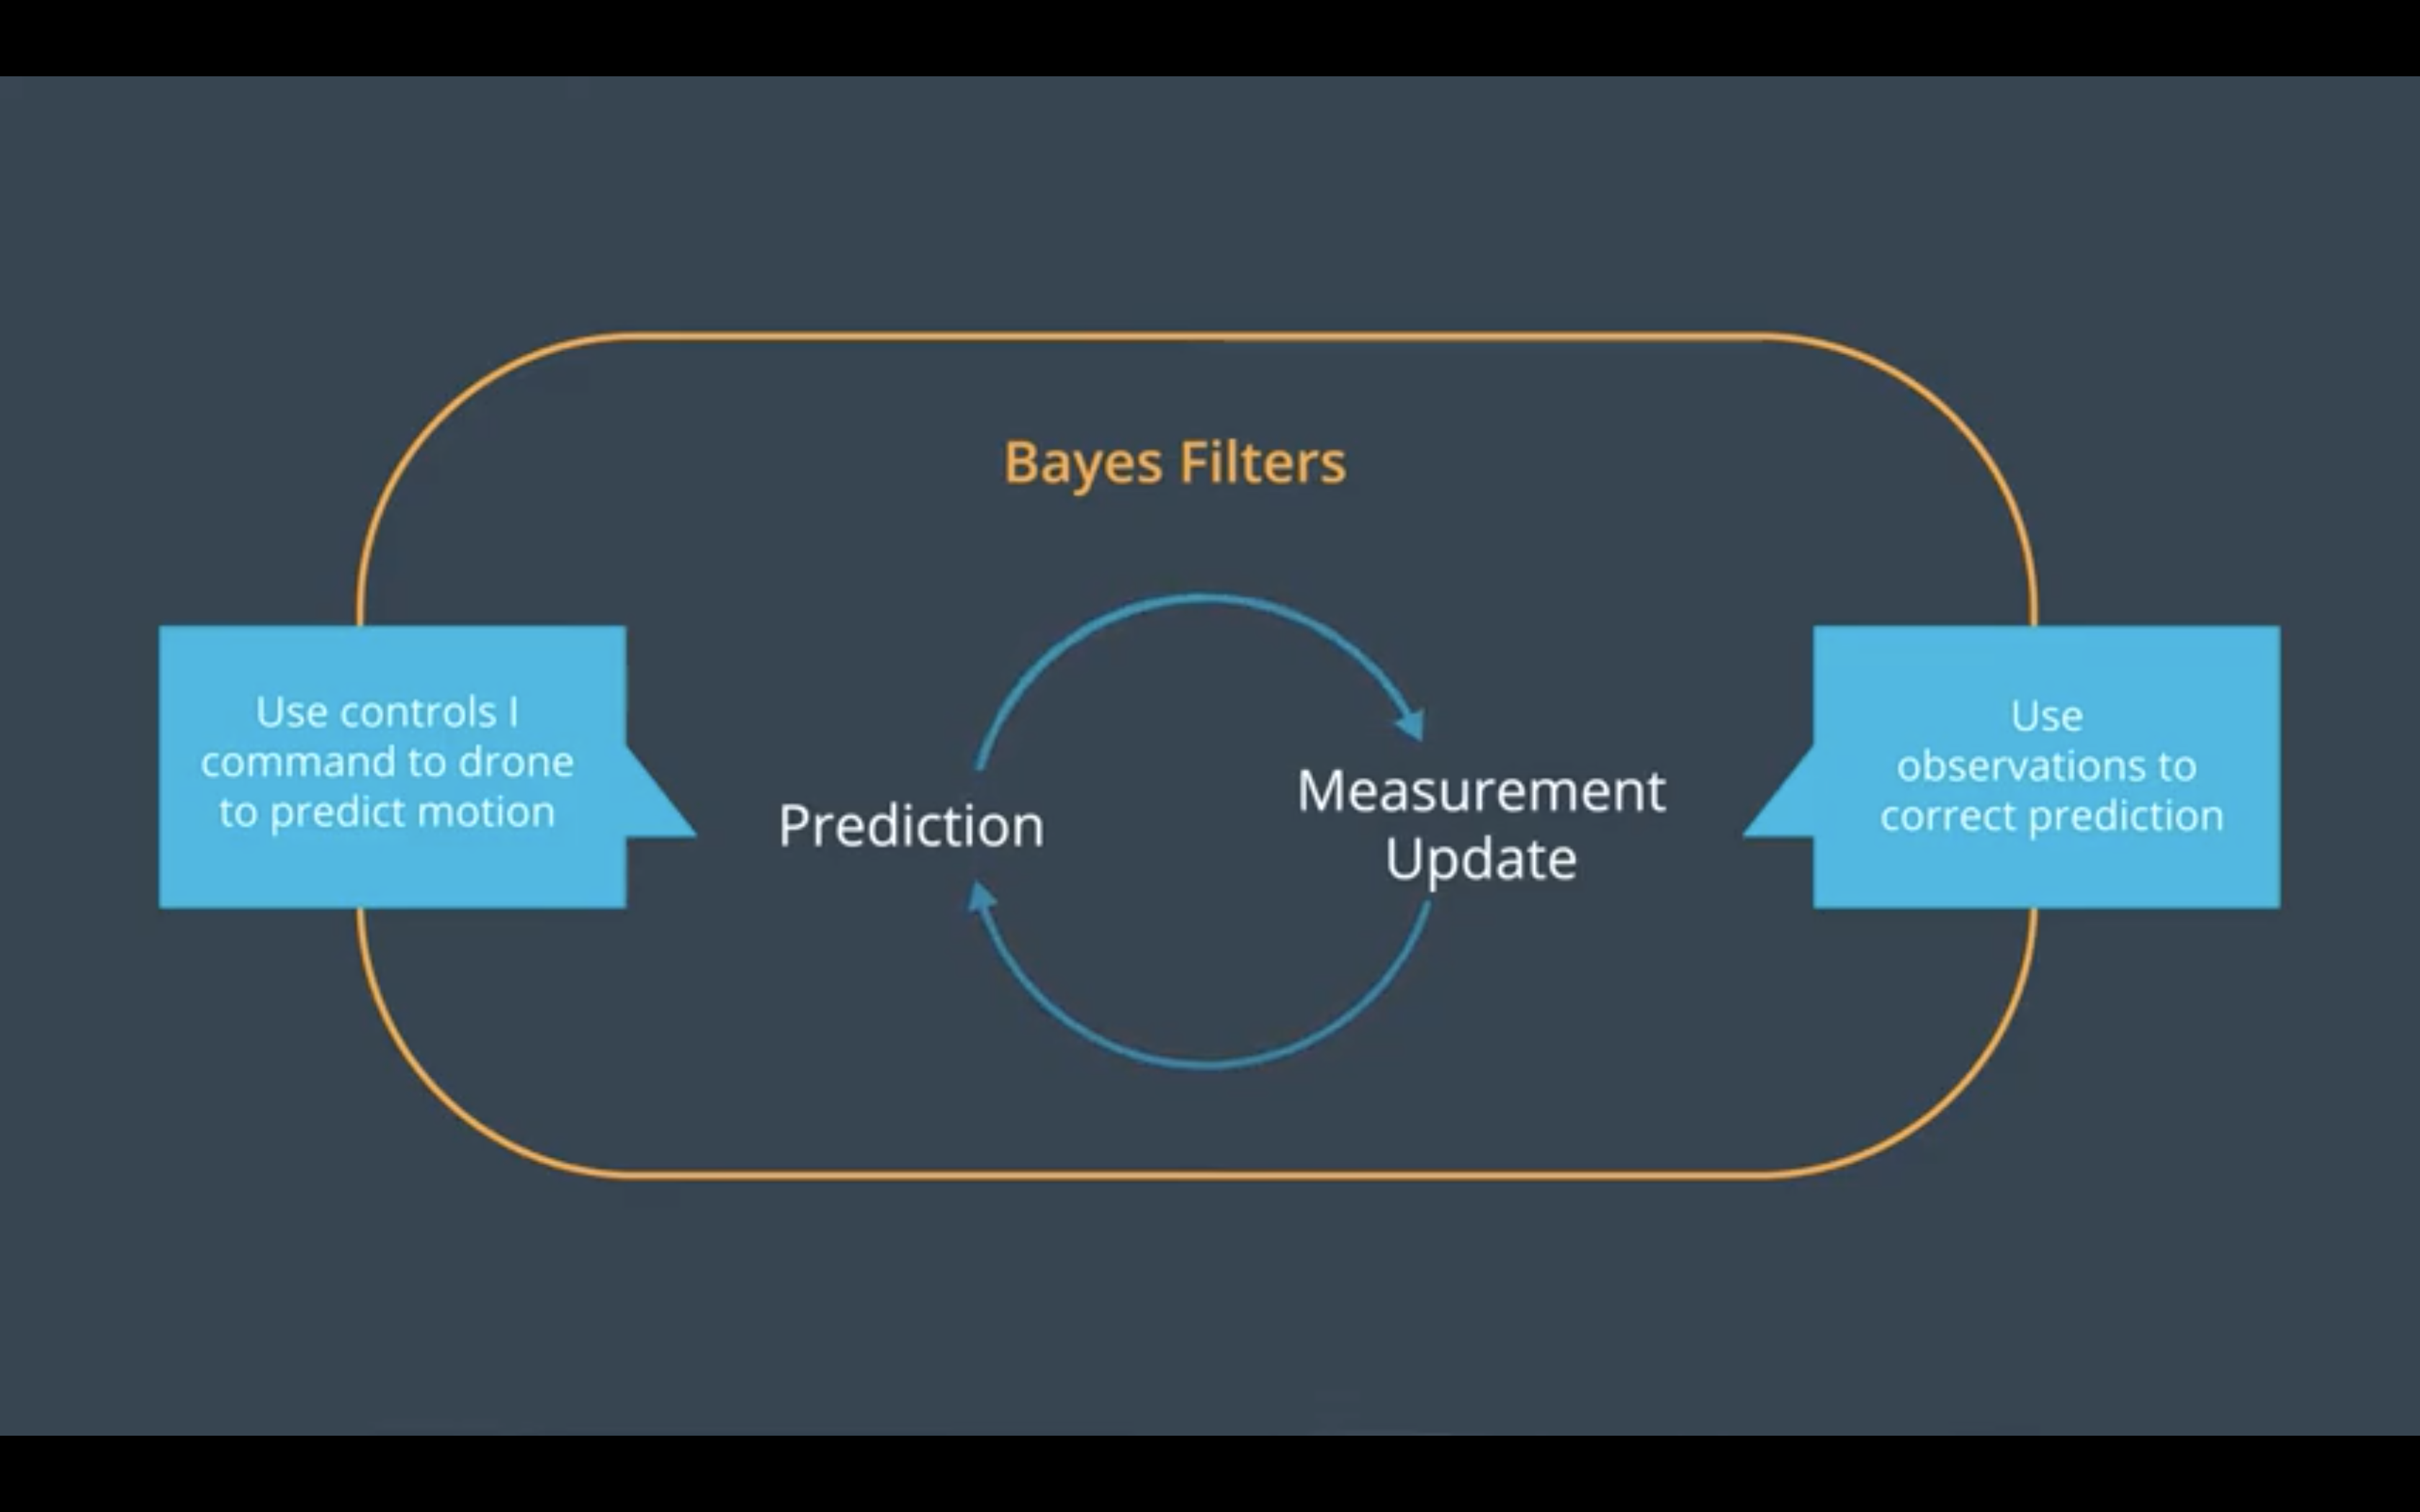 Bayes Filters
Use controls I
command to drone
to predict motion
Prediction
Measurement
Update
Use
observations to
correct prediction